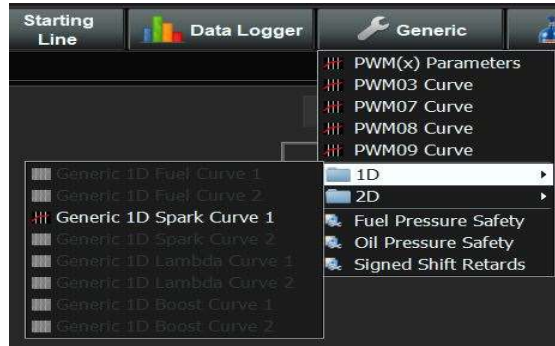 Starting
Line
Data Logger
Generic
PWM(x) Parameters
PWM03 Curve
PWM07 Curve
PWM08 Curve
PWM09 Curve
1D
2D
Fuel Pressure Safety
Oil Pressure Safety
Signed Shift Retards
Generic 1D Fuel Curve 1
Generic 1D Fuel Curve 2
Generic 1D Spark Curve 1
Generic 1D Spark Curve 2
Generic 1D Lambda Curve 1
Generic 1D Lambda Curve 2
Generic 1D Boost Curve 1
Generic 1D Boost Curve 2